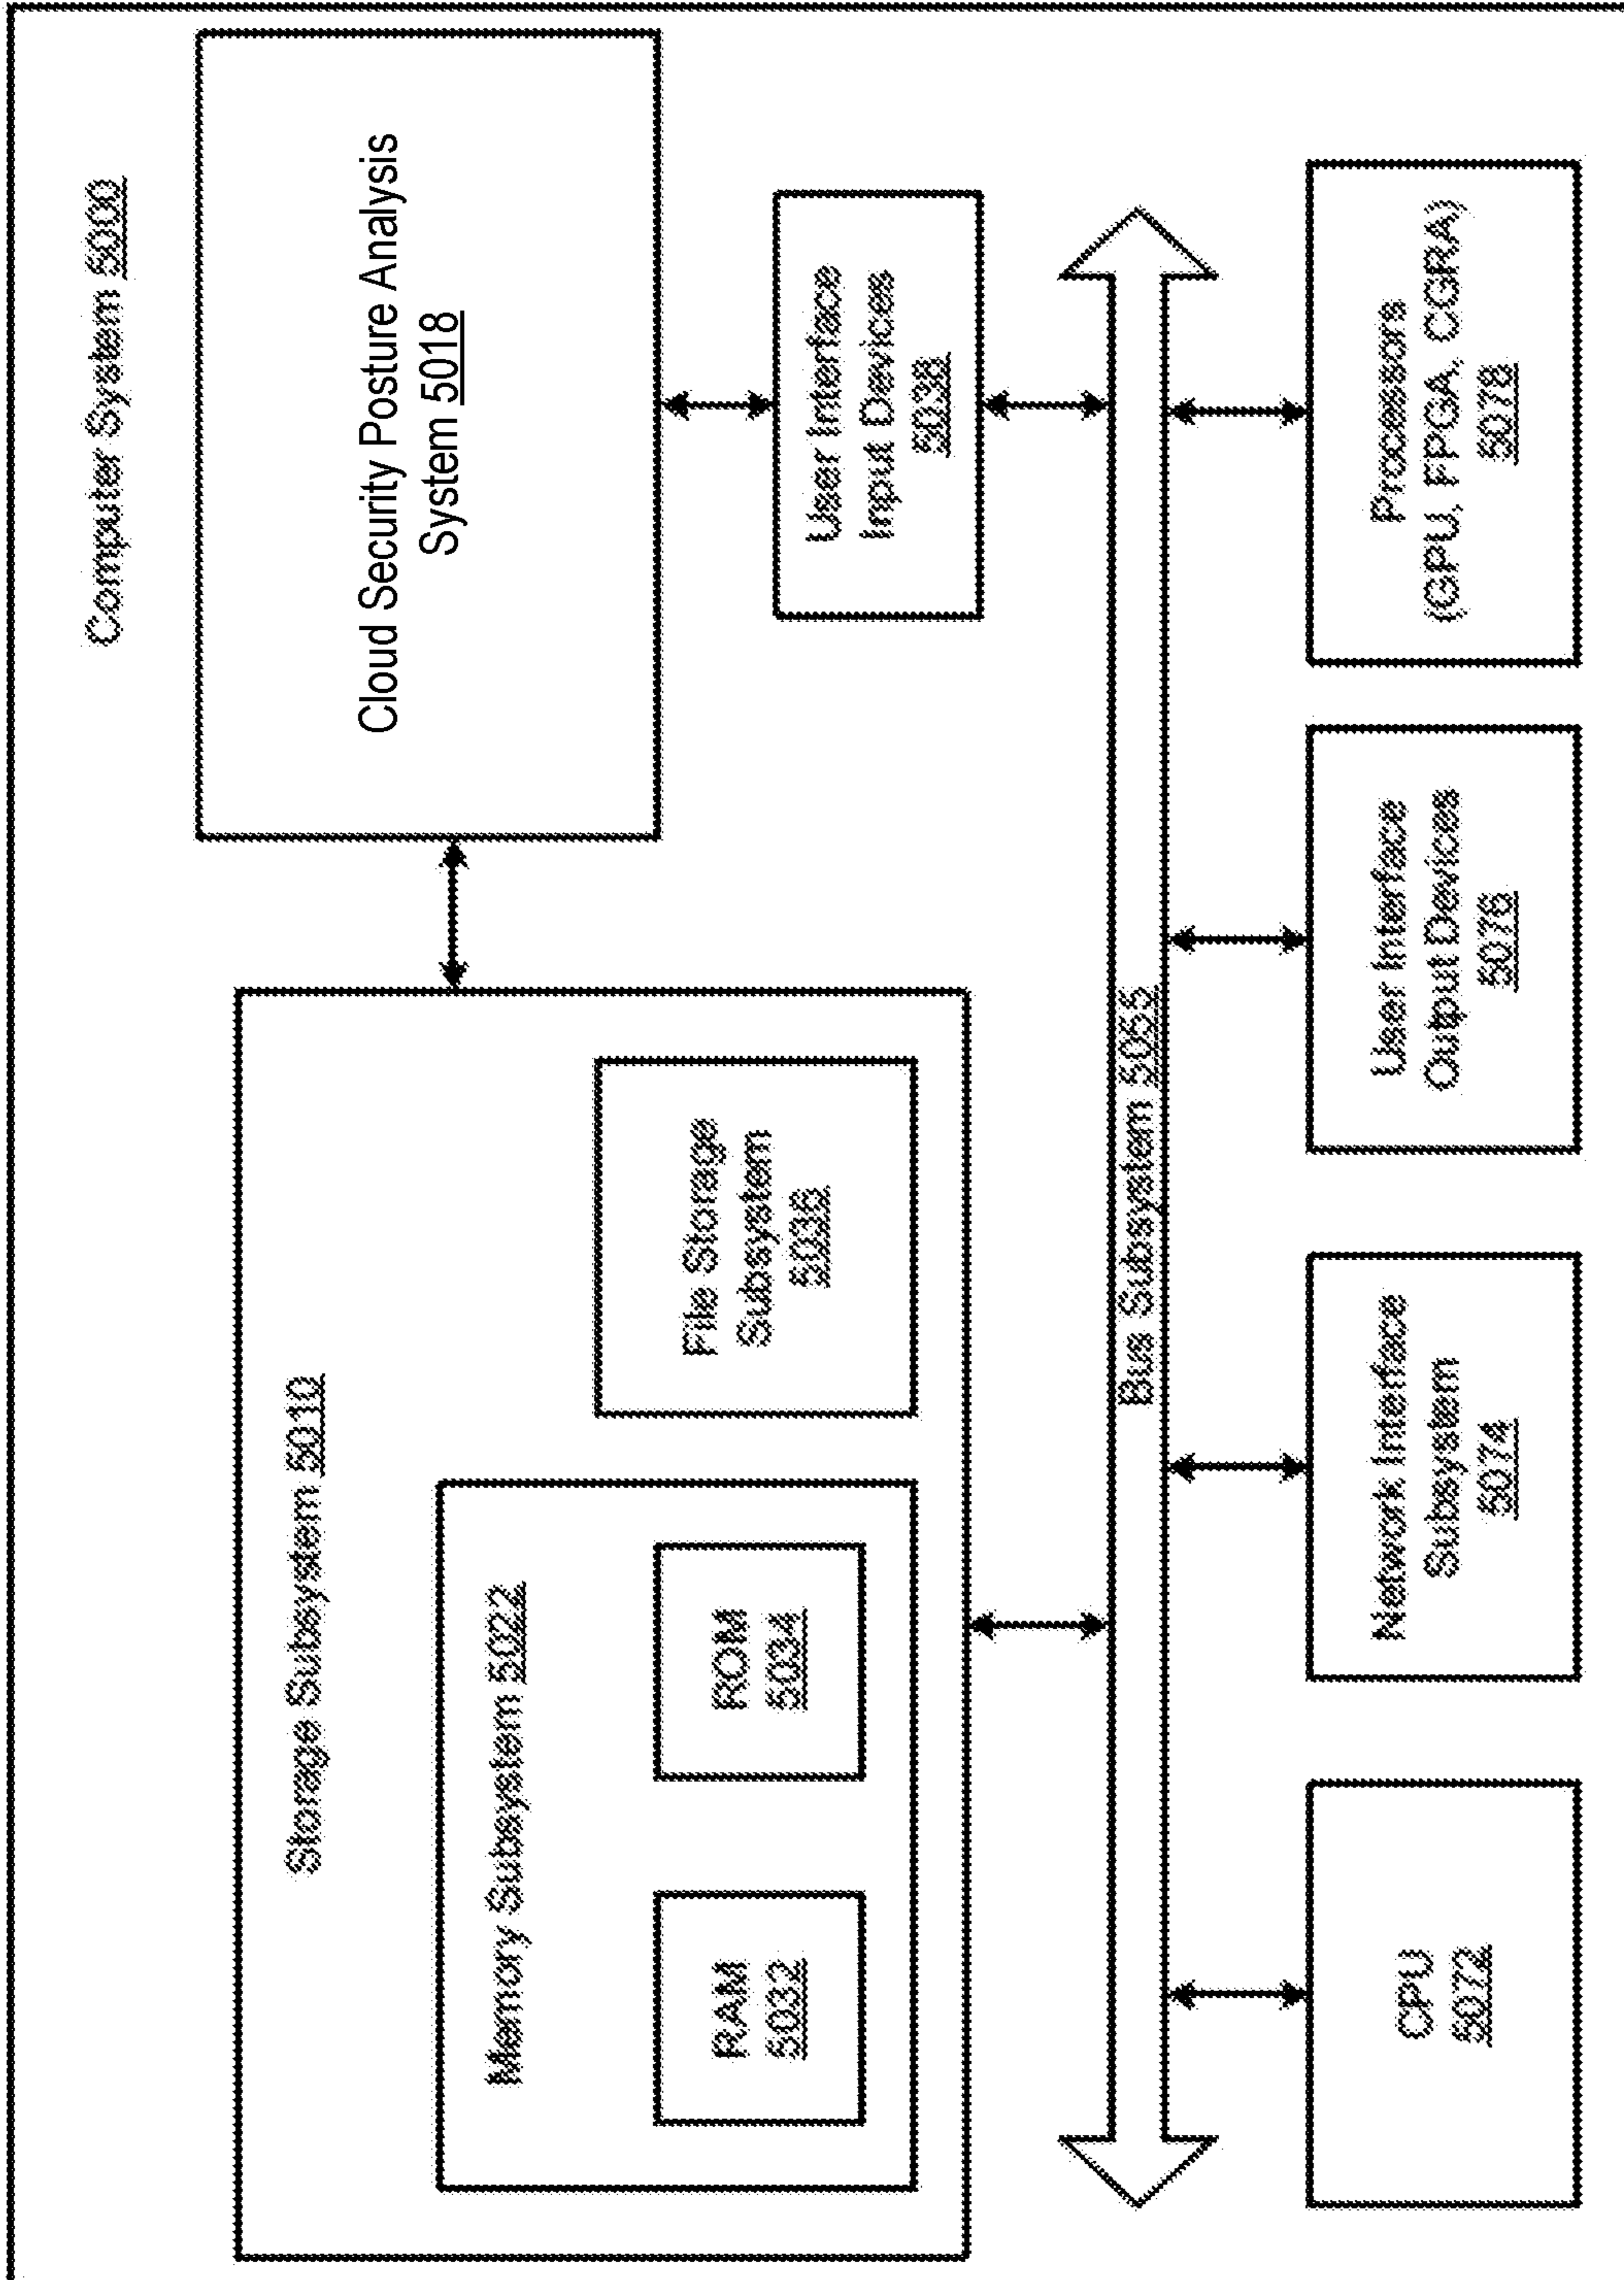 Computer System 5000
Storage Subsystem 5010
Cloud Security Posture Analysis
System 5018
Memory Subsystem 5022
RAM
5032
ROM
5034
File Storage
Subsystem
5036
User Interface
Input Devices
5038
Bus Subsystem 5055
CPU
5072
Network Interface
Subsystem
5074
User Interface
Output Devices
5076
Processors
(GPU, FPGA, CGRA)
5078